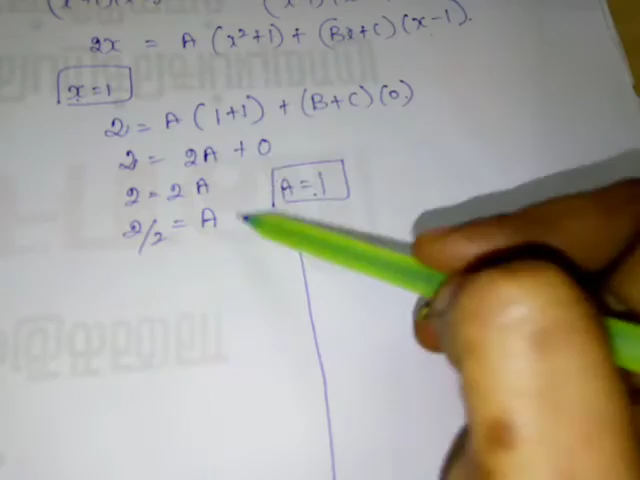 2x = A (x²+1) + (Bx+C) (x-1).
x=1
2 = A (1+1) + (B+C) (0)
2 = 2A + 0
2 = 2A
A = 1
2/2 = A